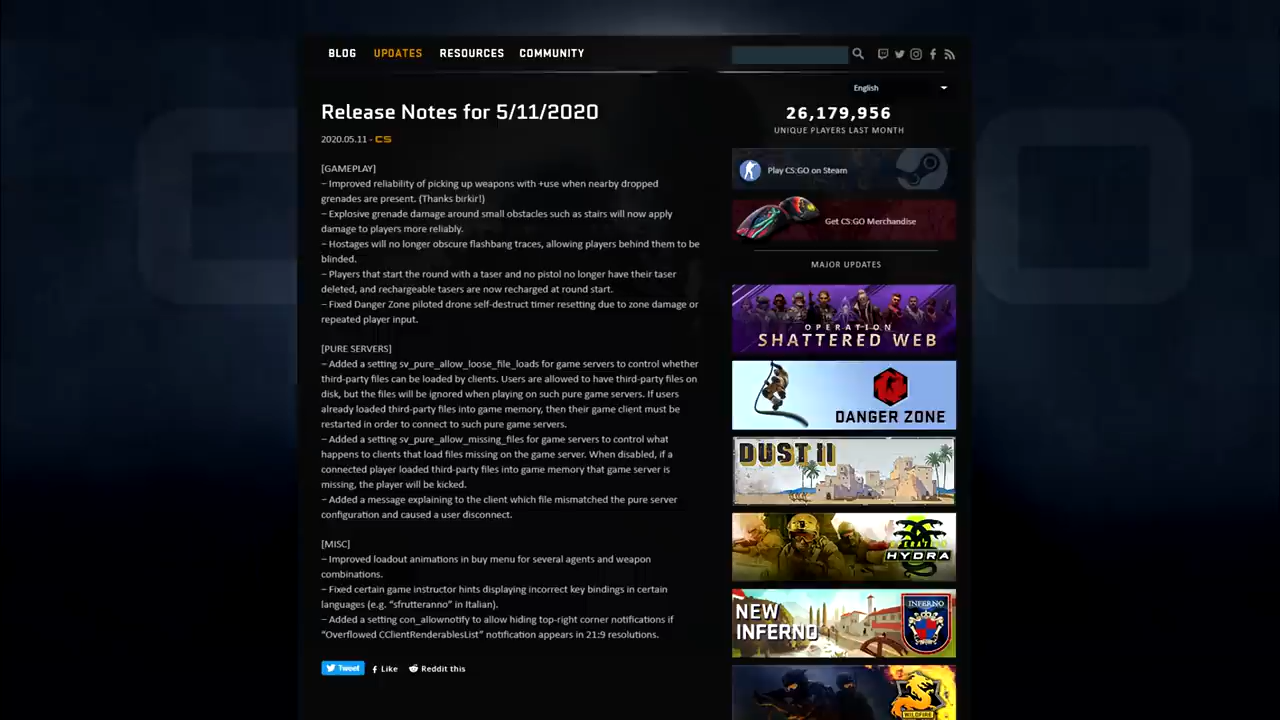 BLOG UPDATES RESOURCES COMMUNITY
English
Release Notes for 5/11/2020
2020.05.11 - CS
[GAMEPLAY]
– Improved reliability of picking up weapons with +use when nearby dropped
grenades are present. (Thanks birkir!)
– Explosive grenade damage around small obstacles such as stairs will now apply
damage to players more reliably.
– Hostages will no longer obscure flashbang traces, allowing players behind them to be
blinded.
– Players that start the round with a taser and no pistol no longer have their taser
deleted, and rechargeable tasers are now recharged at round start.
– Fixed Danger Zone piloted drone self-destruct timer resetting due to zone damage or
repeated player input.
[PURE SERVERS]
– Added a setting sv_pure_allow_loose_file_loads for game servers to control whether
third-party files can be loaded by clients. Users are allowed to have third-party files on
disk, but the files will be ignored when playing on such pure game servers. If users
already loaded third-party files into game memory, then their game client must be
restarted in order to connect to such pure game servers.
– Added a setting sv_pure_allow_missing_files for game servers to control what
happens to clients that load files missing on the game server. When disabled, if a
connected player loaded third-party files into game memory that game server is
missing, the player will be kicked.
– Added a message explaining to the client which file mismatched the pure server
configuration and caused a user disconnect.
[MISC]
– Improved loadout animations in buy menu for several agents and weapon
combinations.
– Fixed certain game instructor hints displaying incorrect key bindings in certain
languages (e.g. “sfrutteranno” in Italian).
– Added a setting con_allownotify to allow hiding top-right corner notifications if
“Overflowed CClientRenderablesList” notification appears in 21:9 resolutions.
Tweet Like Reddit this
26,179,956
UNIQUE PLAYERS LAST MONTH
Play CS:GO on Steam
Get CS:GO Merchandise
MAJOR UPDATES
OPERATION
SHATTERED WEB
DANGER ZONE
DUST II
OPERATION
HYDRA
NEW
INFERNO
INFERNO
WILDFIRE